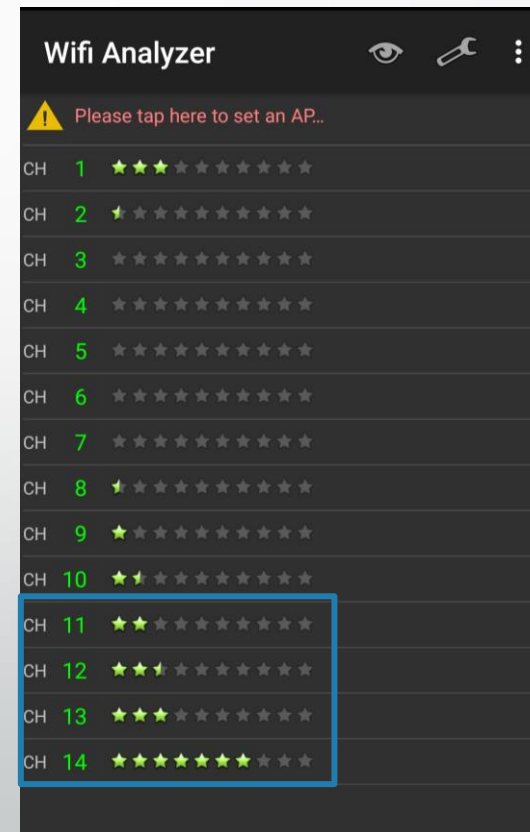 Wifi Analyzer
Please tap here to set an AP...
CH 1
CH 2
CH 3
CH 4
CH 5
CH 6
CH 7
CH 8
CH 9
CH 10
CH 11
CH 12
CH 13
CH 14